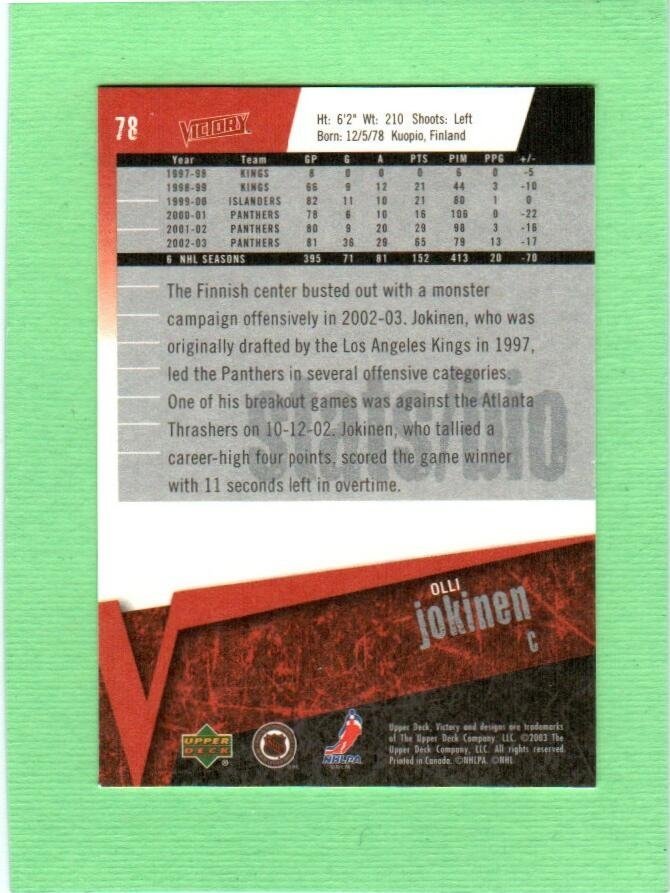 78 VICTORY
Ht: 6'2" Wt: 210 Shoots: Left
Born: 12/5/78 Kuopio, Finland
Year Team GP G A PTS PIM PPG +/-
1997-98 KINGS 8 0 0 0 6 0 -5
1998-99 KINGS 66 9 12 21 44 3 -10
1999-00 ISLANDERS 82 11 10 21 80 1 0
2000-01 PANTHERS 78 6 10 16 106 0 -22
2001-02 PANTHERS 80 9 20 29 98 3 -16
2002-03 PANTHERS 81 36 29 65 79 13 -17
6 NHL SEASONS 395 71 81 152 413 20 -70
The Finnish center busted out with a monster
campaign offensively in 2002-03. Jokinen, who was
originally drafted by the Los Angeles Kings in 1997,
led the Panthers in several offensive categories.
One of his breakout games was against the Atlanta
Thrashers on 10-12-02. Jokinen, who tallied a
career-high four points, scored the game winner
with 11 seconds left in overtime.
stats/bio
OLLI
jokinen
C
UPPER
DECK
®
NHLPA
Upper Deck, Victory and designs are trademarks
of The Upper Deck Company, LLC. ©2003 The
Upper Deck Company, LLC. All rights reserved.
Printed in Canada. ©NHLPA. ©NHL